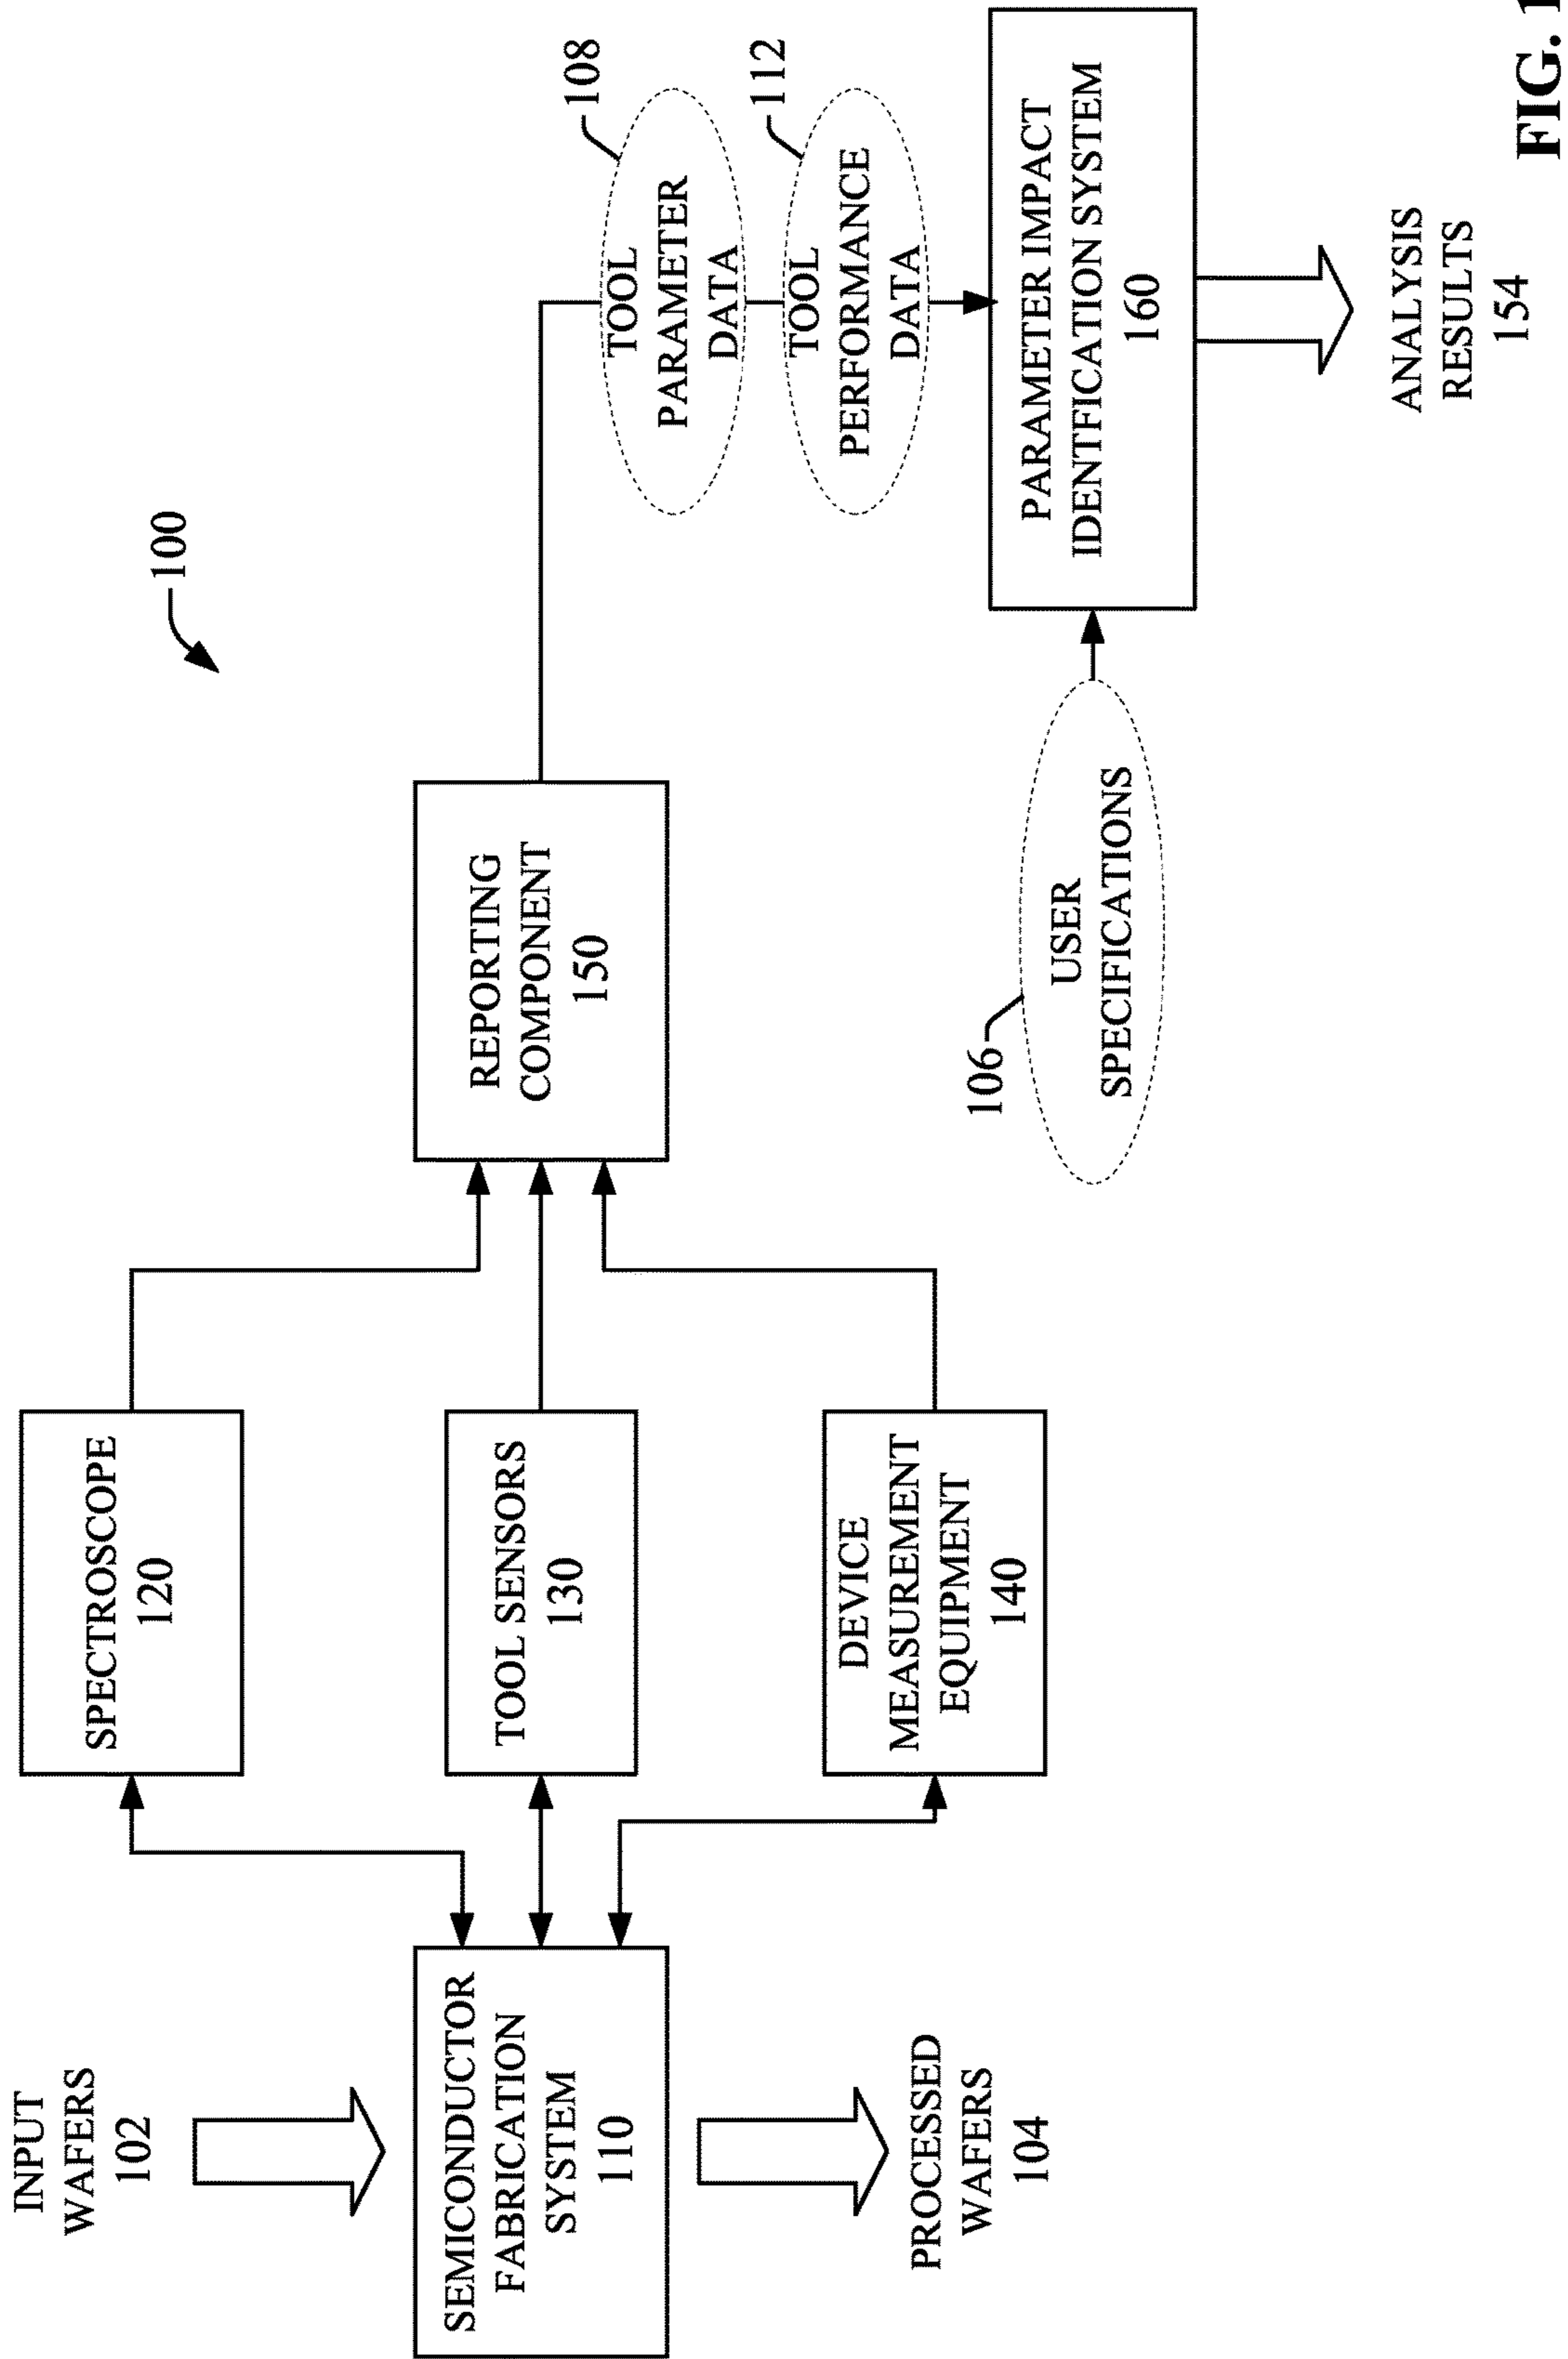 100
INPUT
WAFERS
102
SEMICONDUCTOR
FABRICATION
SYSTEM
110
PROCESSED
WAFERS
104
SPECTROSCOPE
120
TOOL SENSORS
130
DEVICE
MEASUREMENT
EQUIPMENT
140
REPORTING
COMPONENT
150
108
TOOL
PARAMETER
DATA
112
TOOL
PERFORMANCE
DATA
106
USER
SPECIFICATIONS
PARAMETER IMPACT
IDENTFICATION SYSTEM
160
ANALYSIS
RESULTS
154
FIG. 1